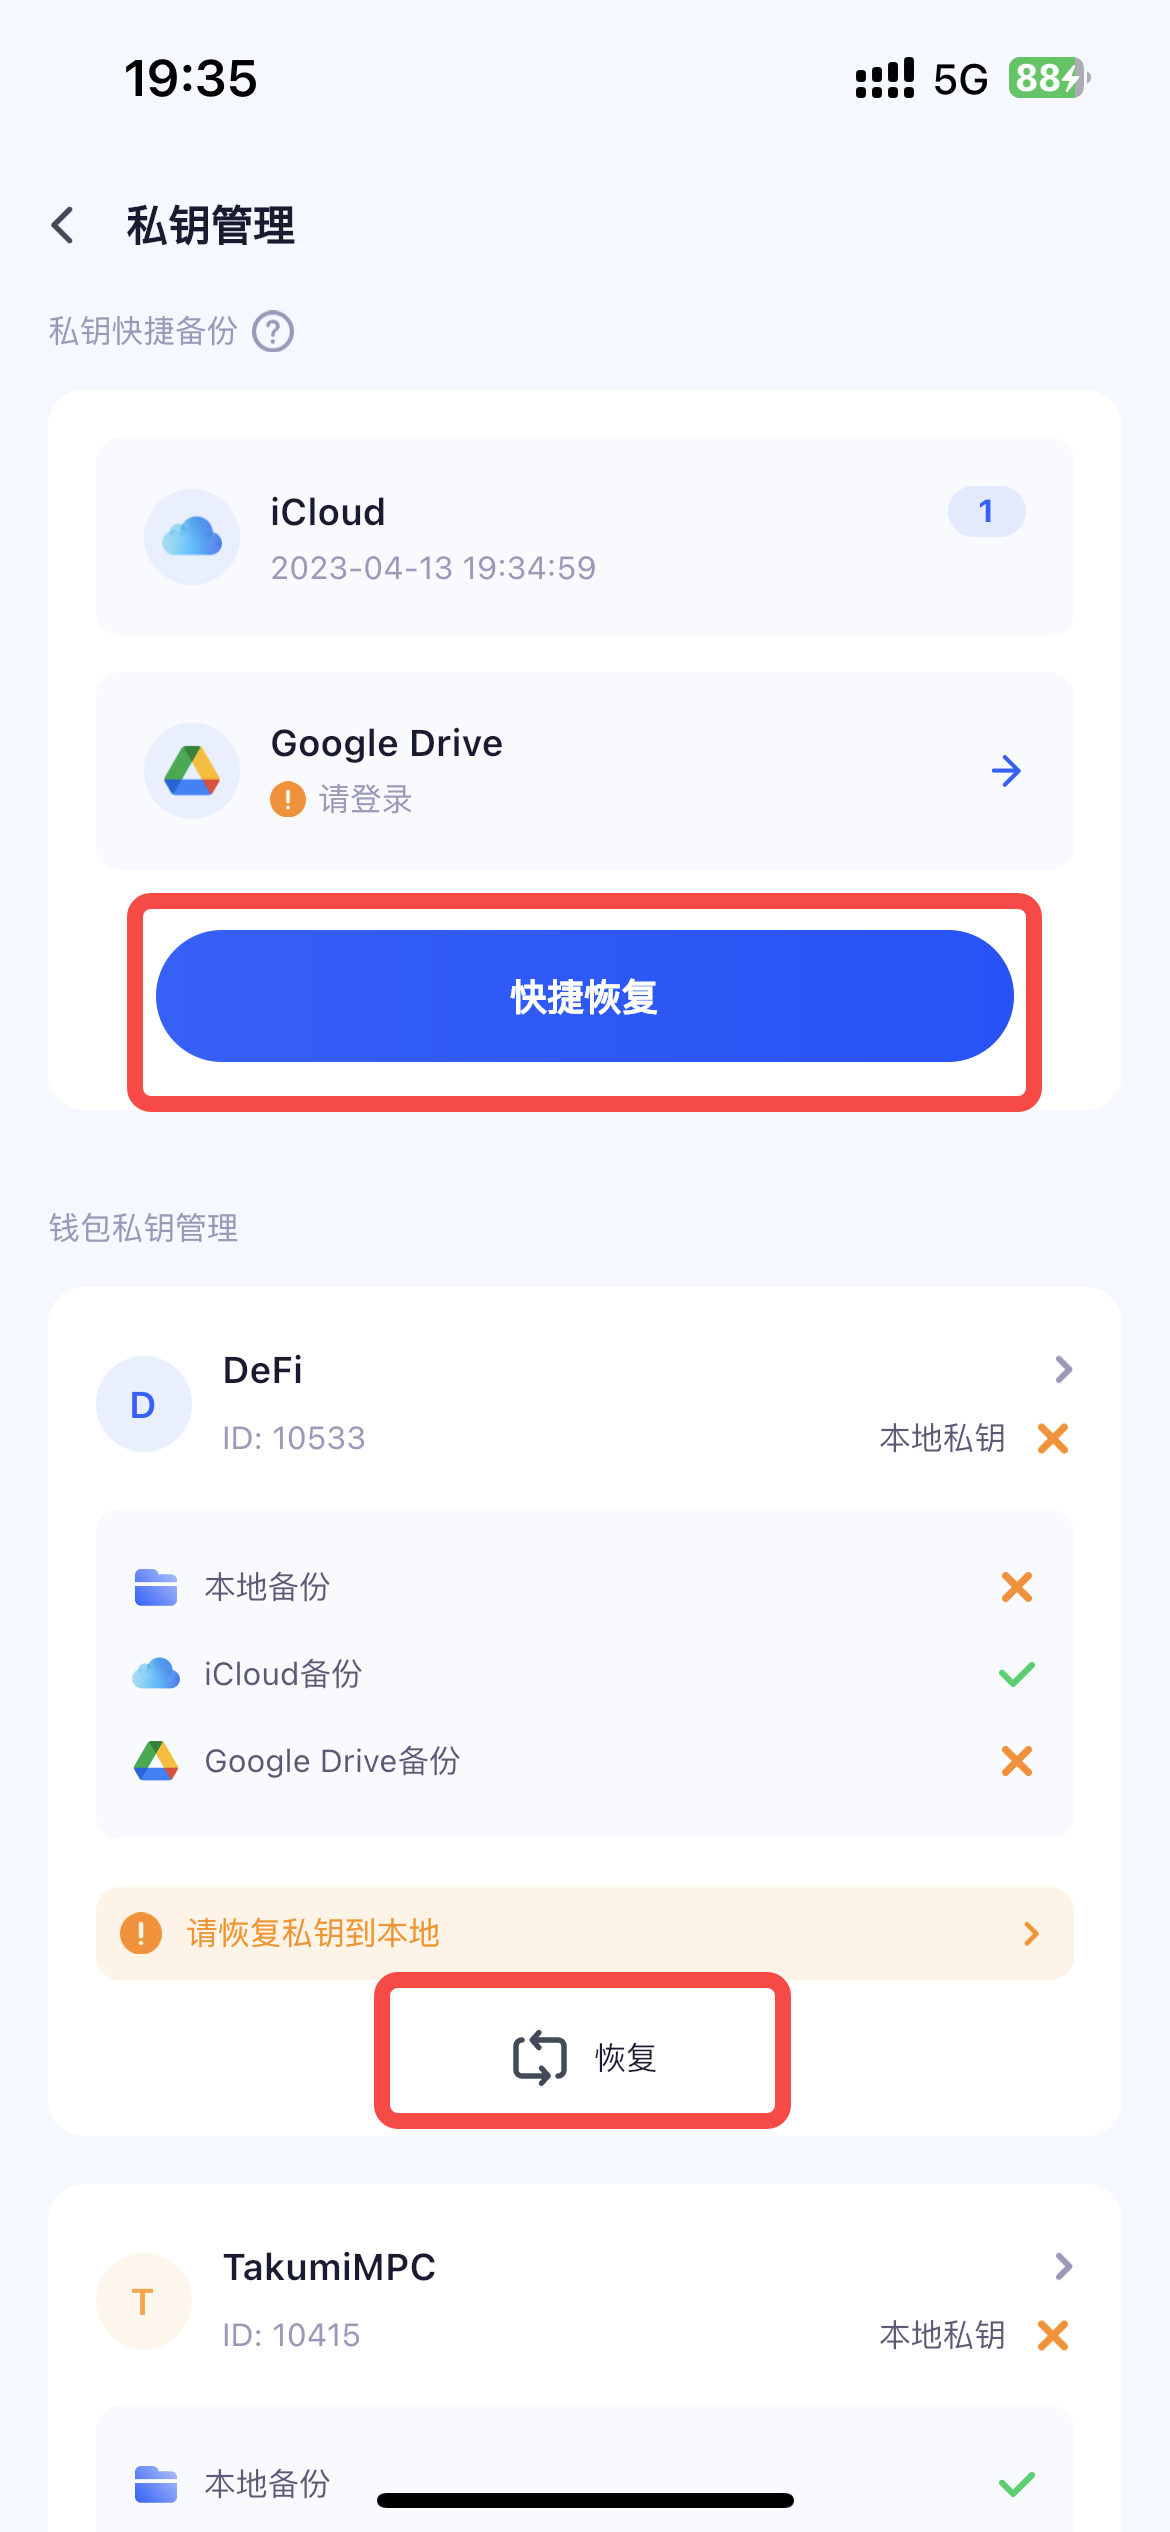 19:35
5G 88
私钥管理
私钥快捷备份 ?
iCloud
1
2023-04-13 19:34:59
Google Drive
请登录
快捷恢复
钱包私钥管理
D
DeFi
ID: 10533
本地私钥
本地备份
iCloud备份
Google Drive备份
请恢复私钥到本地
恢复
T
TakumiMPC
ID: 10415
本地私钥
本地备份